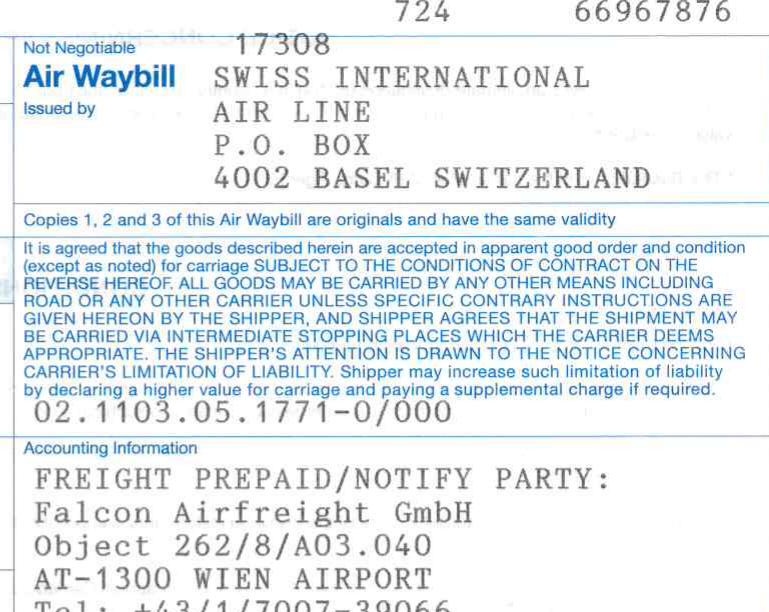 724 66967876
Not Negotiable 17308
Air Waybill SWISS INTERNATIONAL
Issued by AIR LINE
P.O. BOX
4002 BASEL SWITZERLAND
Copies 1, 2 and 3 of this Air Waybill are originals and have the same validity
It is agreed that the goods described herein are accepted in apparent good order and condition
(except as noted) for carriage SUBJECT TO THE CONDITIONS OF CONTRACT ON THE
REVERSE HEREOF. ALL GOODS MAY BE CARRIED BY ANY OTHER MEANS INCLUDING
ROAD OR ANY OTHER CARRIER UNLESS SPECIFIC CONTRARY INSTRUCTIONS ARE
GIVEN HEREON BY THE SHIPPER, AND SHIPPER AGREES THAT THE SHIPMENT MAY
BE CARRIED VIA INTERMEDIATE STOPPING PLACES WHICH THE CARRIER DEEMS
APPROPRIATE. THE SHIPPER'S ATTENTION IS DRAWN TO THE NOTICE CONCERNING
CARRIER'S LIMITATION OF LIABILITY. Shipper may increase such limitation of liability
by declaring a higher value for carriage and paying a supplemental charge if required.
02.1103.05.1771-0/000
Accounting Information
FREIGHT PREPAID/NOTIFY PARTY:
Falcon Airfreight GmbH
Object 262/8/A03.040
AT-1300 WIEN AIRPORT
Tel: +43/1/7007-39066